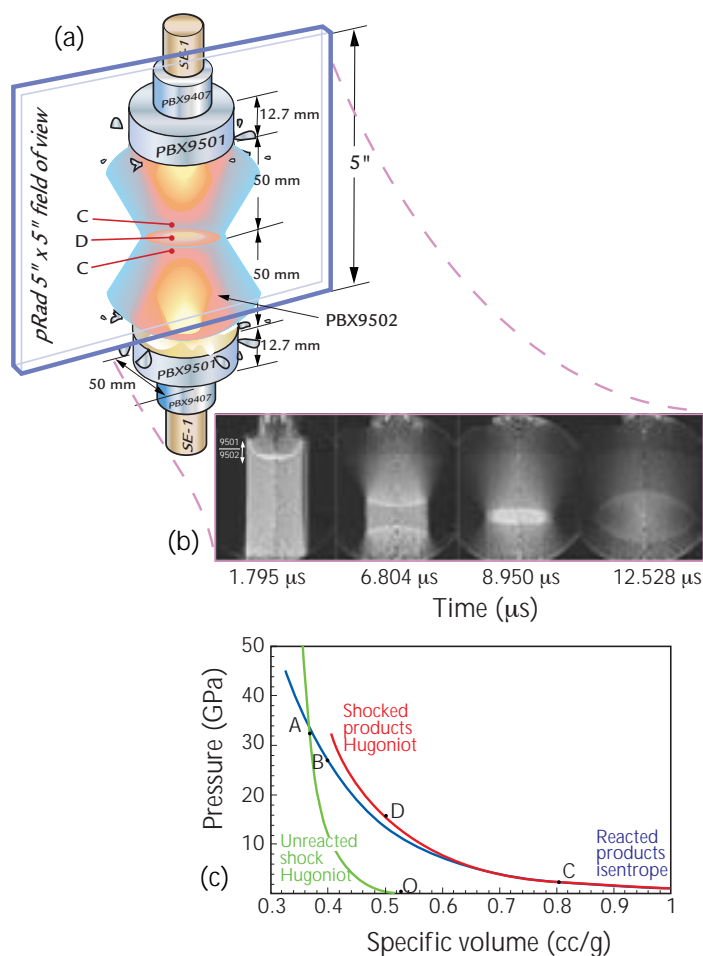 (a)
SE-1
PBX9407
PBX9501
12.7 mm
50 mm
5"
pRad 5" x 5" field of view
C
D
C
50 mm
PBX9502
12.7 mm
PBX9501
50 mm
PBX9407
SE-1
9501
9502
(b)
1.795 µs
6.804 µs
8.950 µs
12.528 µs
Time (µs)
50
40
30
20
10
Pressure (GPa)
A
B
Shocked
products
Hugoniot
D
Unreacted
shock
Hugoniot
O
Reacted
products
isentrope
C
(c)
0.3
0.4
0.5
0.6
0.7
0.8
0.9
1
Specific volume (cc/g)